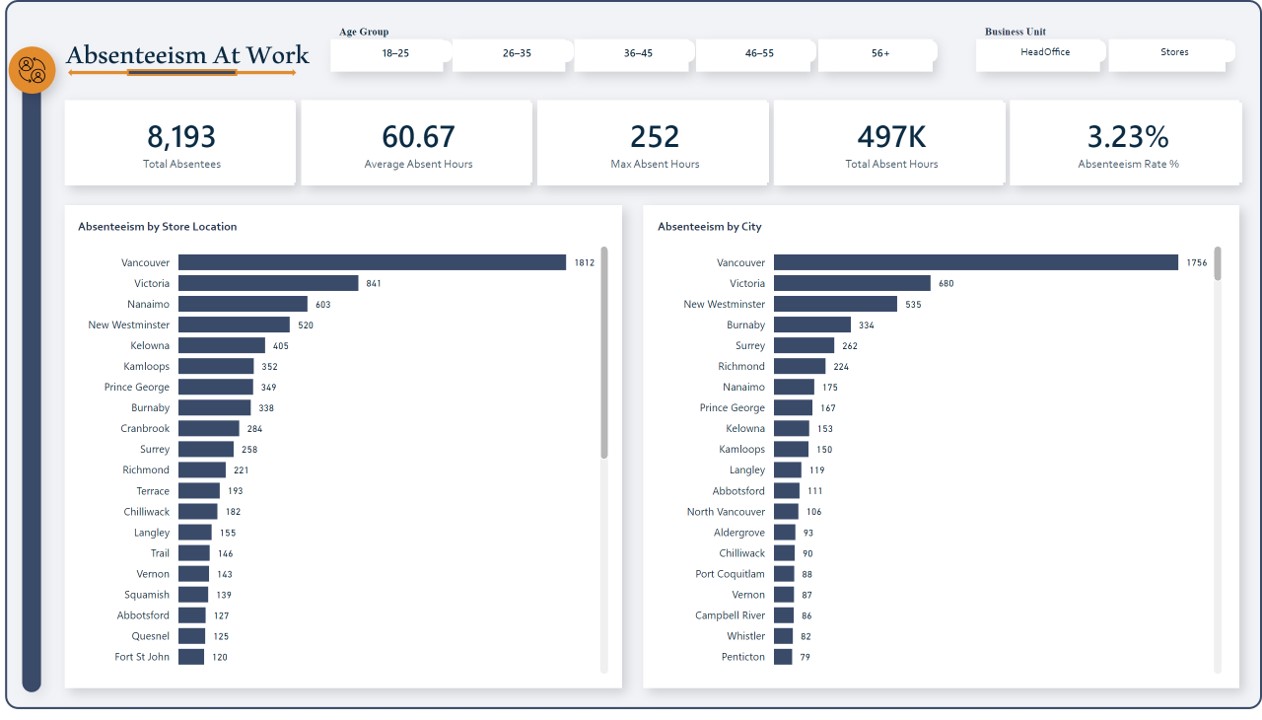 Age Group
Business Unit
Absenteeism At Work
18–25 26–35 36–45 46–55 56+ HeadOffice Stores
8,193 60.67 252 497K 3.23%
Total Absentees Average Absent Hours Max Absent Hours Total Absent Hours Absenteeism Rate %
Absenteeism by Store Location
Vancouver 1812
Victoria 841
Nanaimo 603
New Westminster 520
Kelowna 405
Kamloops 352
Prince George 349
Burnaby 338
Cranbrook 284
Surrey 258
Richmond 221
Terrace 193
Chilliwack 182
Langley 155
Trail 146
Vernon 143
Squamish 139
Abbotsford 127
Quesnel 125
Fort St John 120
Absenteeism by City
Vancouver 1756
Victoria 680
New Westminster 535
Burnaby 334
Surrey 262
Richmond 224
Nanaimo 175
Prince George 167
Kelowna 153
Kamloops 150
Langley 119
Abbotsford 111
North Vancouver 106
Aldergrove 93
Chilliwack 90
Port Coquitlam 88
Vernon 87
Campbell River 86
Whistler 82
Penticton 79